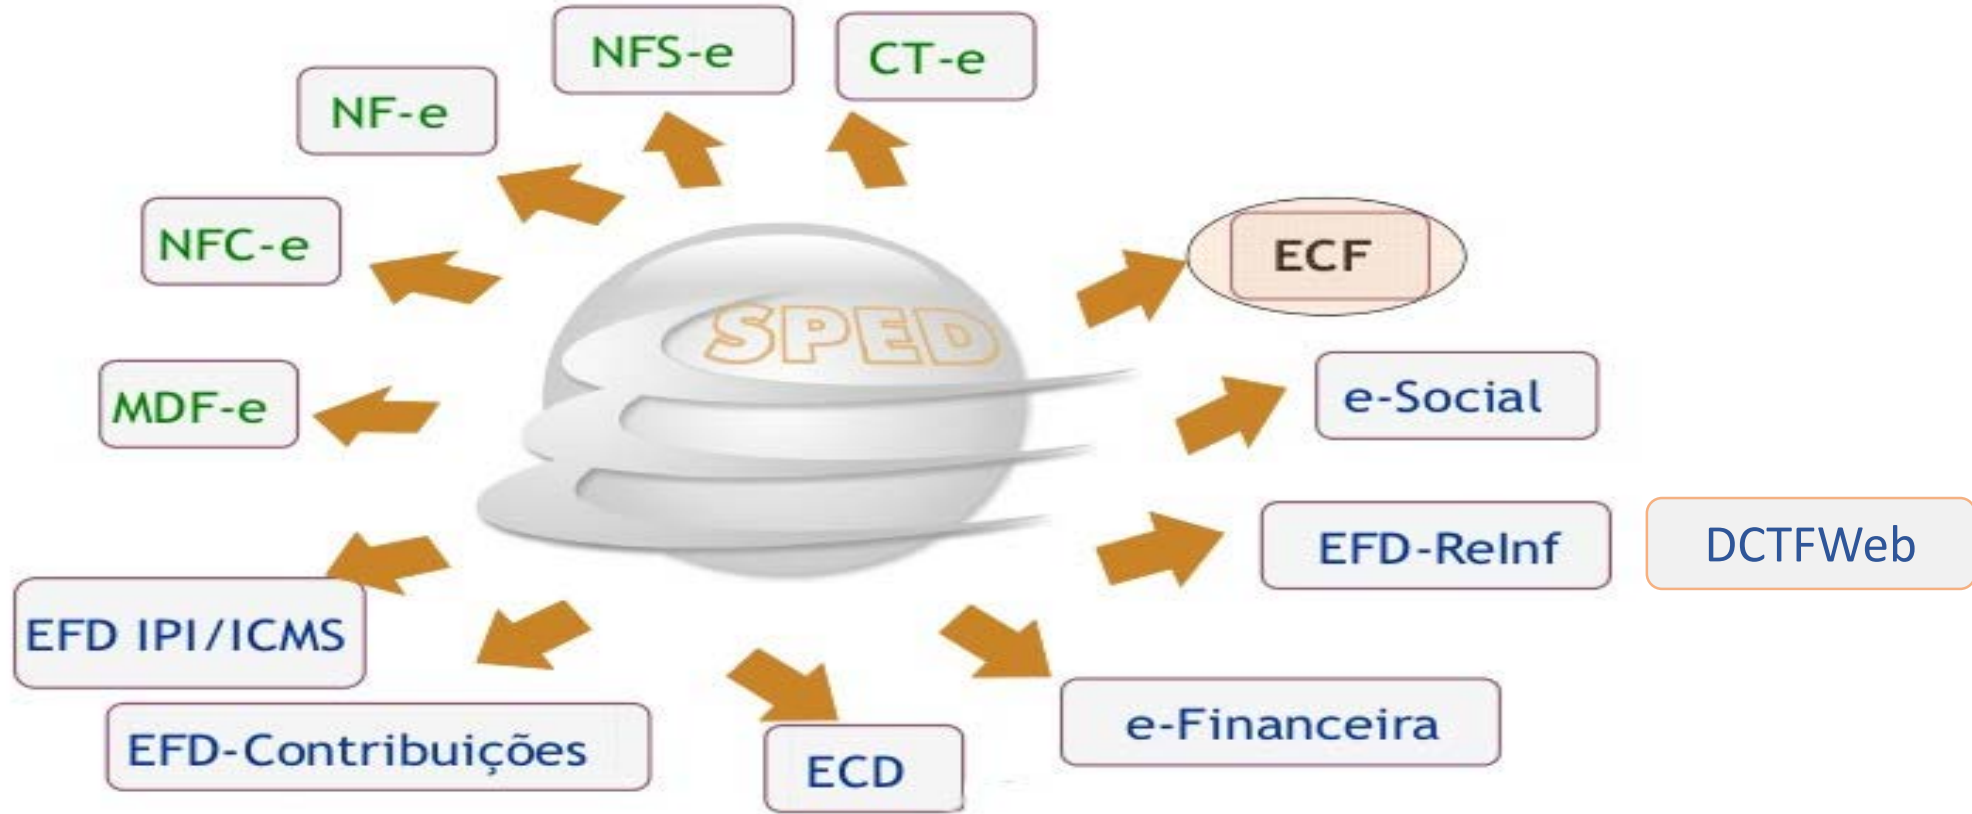 NFS-e
CT-e
NF-e
NFC-e
ECF
SPED
MDF-e
e-Social
EFD-ReInf
DCTFWeb
EFD IPI/ICMS
EFD-Contribuições
ECD
e-Financeira